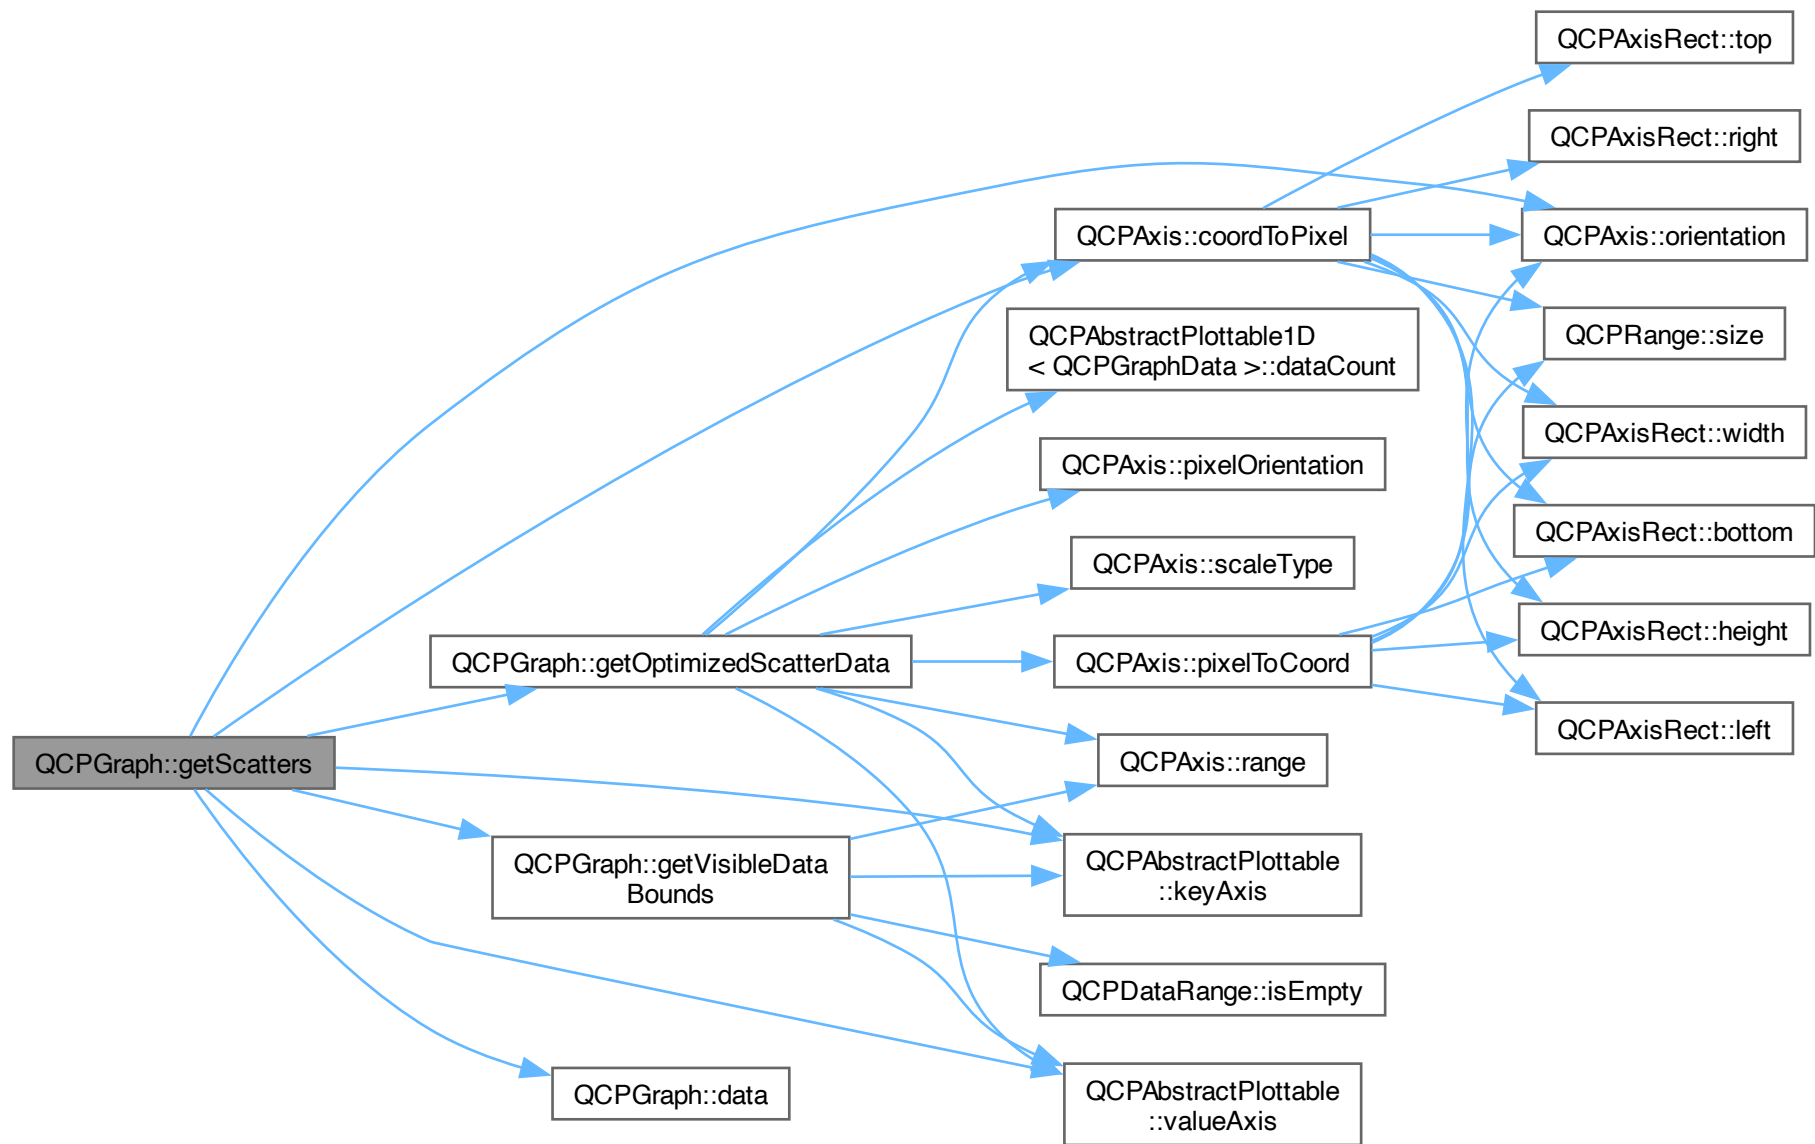 QCPAxisRect::top
QCPAxisRect::right
QCPAxis::coordToPixel
QCPAxis::orientation
QCPAbstractPlottable1D
< QCPGraphData >::dataCount
QCPRange::size
QCPAxisRect::width
QCPAxis::pixelOrientation
QCPAxisRect::bottom
QCPAxis::scaleType
QCPAxisRect::height
QCPGraph::getOptimizedScatterData
QCPAxis::pixelToCoord
QCPAxisRect::left
QCPGraph::getScatters
QCPAxis::range
QCPGraph::getVisibleData
Bounds
QCPAbstractPlottable
::keyAxis
QCPDataRange::isEmpty
QCPGraph::data
QCPAbstractPlottable
::valueAxis